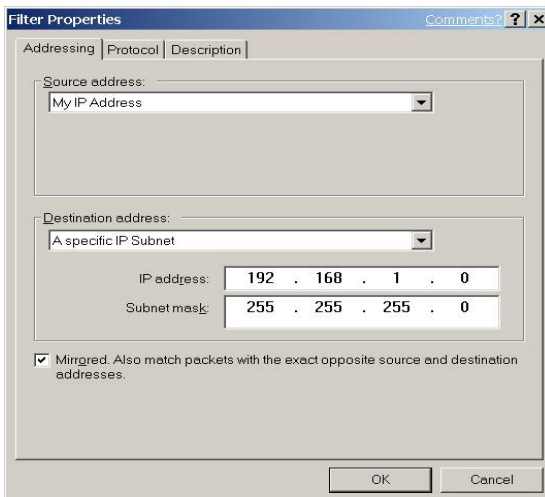 Filter Properties Comments? ? ×
Addressing Protocol Description
Source address:
My IP Address
Destination address:
A specific IP Subnet
IP address: 192 . 168 . 1 . 0
Subnet mask: 255 . 255 . 255 . 0
Mirrored. Also match packets with the exact opposite source and destination
addresses.
OK Cancel